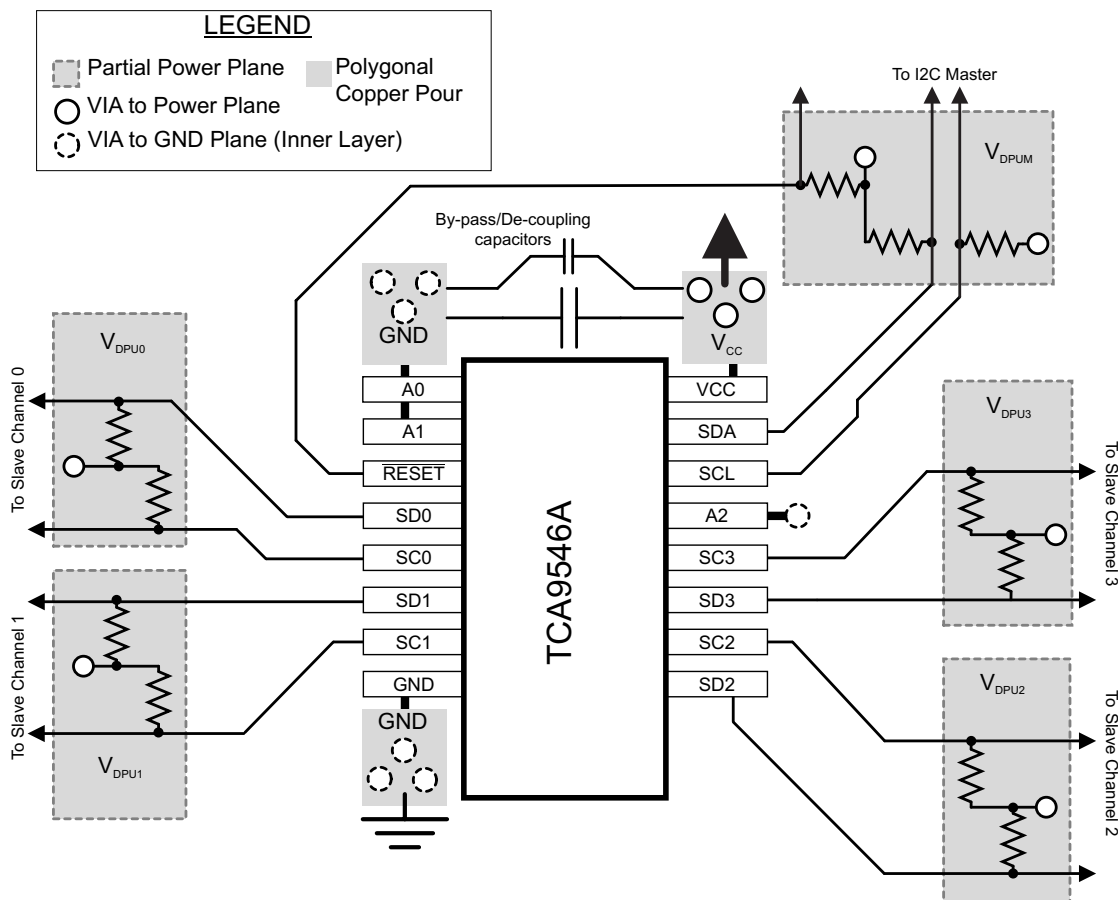 LEGEND
Partial Power Plane
Polygonal
Copper Pour
VIA to Power Plane
VIA to GND Plane (Inner Layer)
To I2C Master
VDPUM
By-pass/De-coupling
capacitors
GND
VCC
VDPU0
To Slave Channel 0
A0
A1
RESET
SD0
SC0
SD1
SC1
GND
TCA9546A
VCC
SDA
SCL
A2
SC3
SD3
SC2
SD2
VDPU3
To Slave Channel 3
To Slave Channel 1
VDPU1
GND
VDPU2
To Slave Channel 2